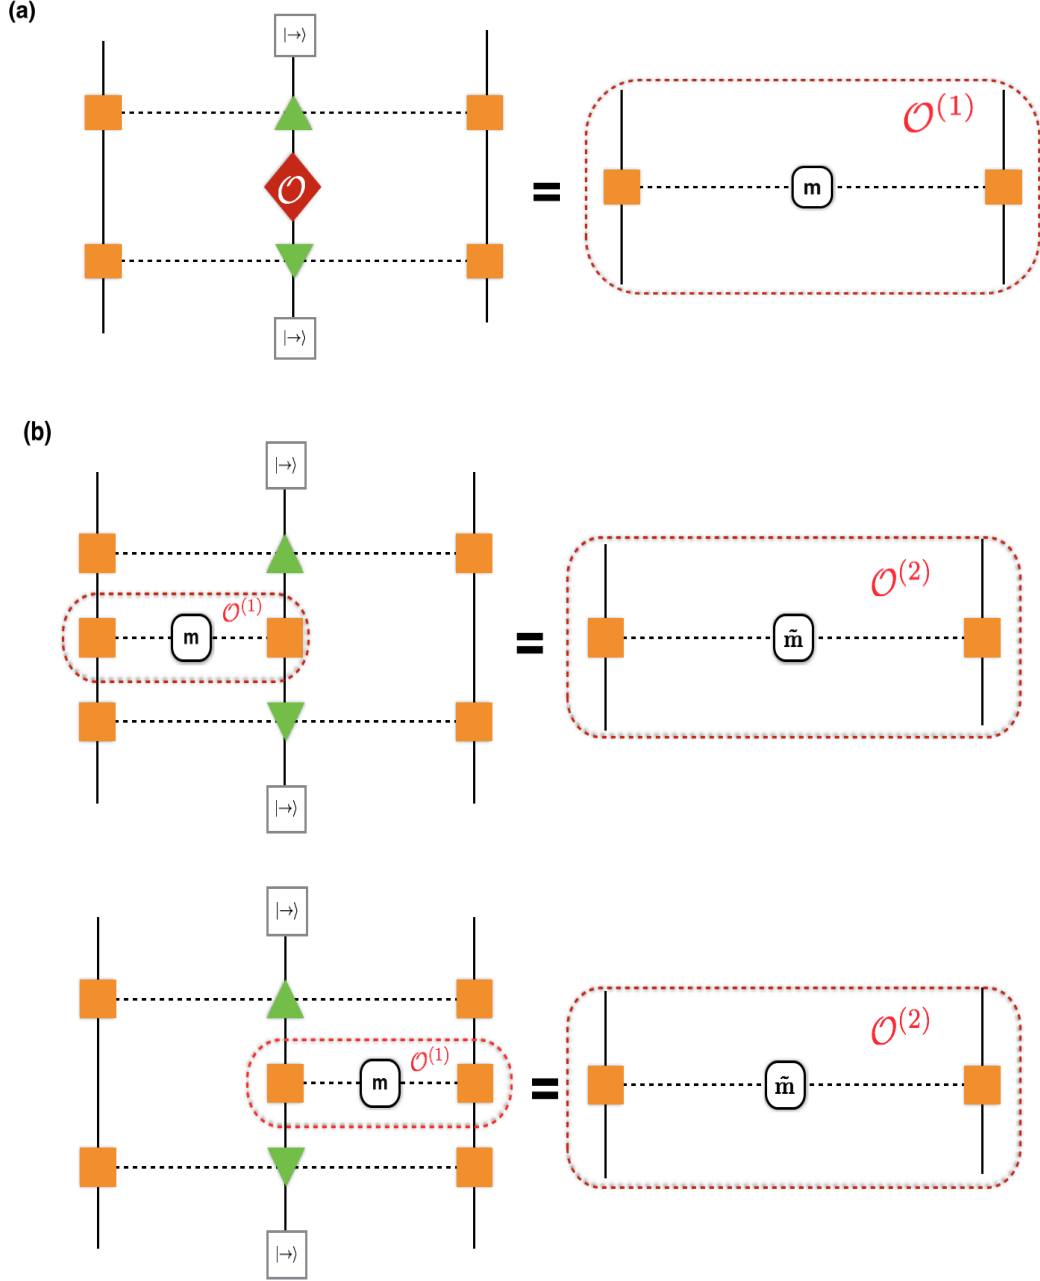 (a)
|→⟩
𝒪
|→⟩
=
m
𝒪(1)
(b)
|→⟩
𝒪(1)
m
|→⟩
=
m̃
𝒪(2)
|→⟩
𝒪(1)
m
|→⟩
=
m̃
𝒪(2)